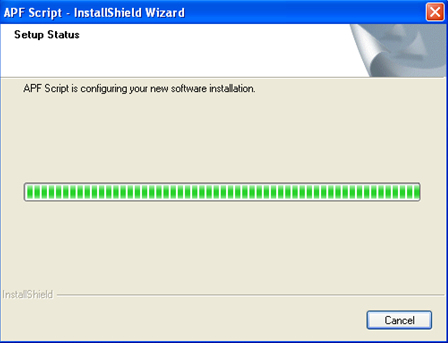 APF Script - InstallShield Wizard
Setup Status
APF Script is configuring your new software installation.
InstallShield
Cancel